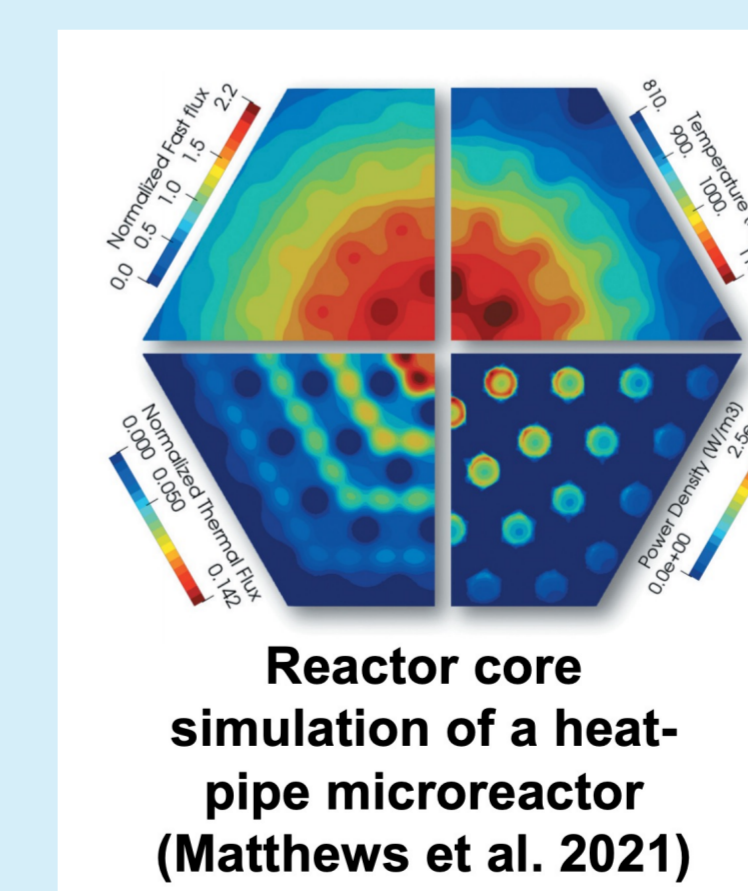 Normalized Fast flux
0.0 0.5 1.0 1.5 2.2
Temperature
810. 900. 1000.
Normalized Thermal Flux
0.000 0.050 0.142
Power Density (W/m3)
0.0e+00
Reactor core
simulation of a heat-
pipe microreactor
(Matthews et al. 2021)